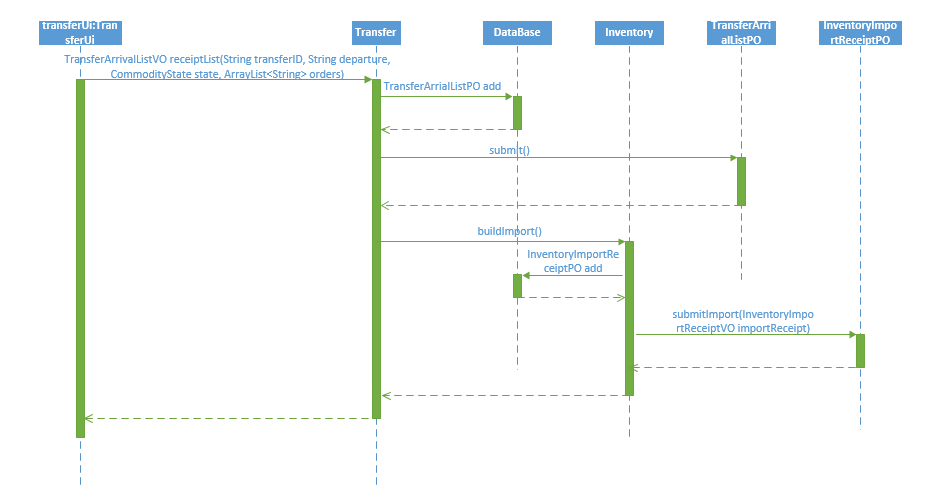 transferUi:Tran
sferUi
Transfer
DataBase
Inventory
TransferArri
alListPO
InventoryImpo
rtReceiptPO
TransferArrivalListVO receiptList(String transferID, String departure,
CommodityState state, ArrayList<String> orders)
TransferArrialListPO add
submit()
buildImport()
InventoryImportRe
ceiptPO add
submitImport(InventoryImpo
rtReceiptVO importReceipt)